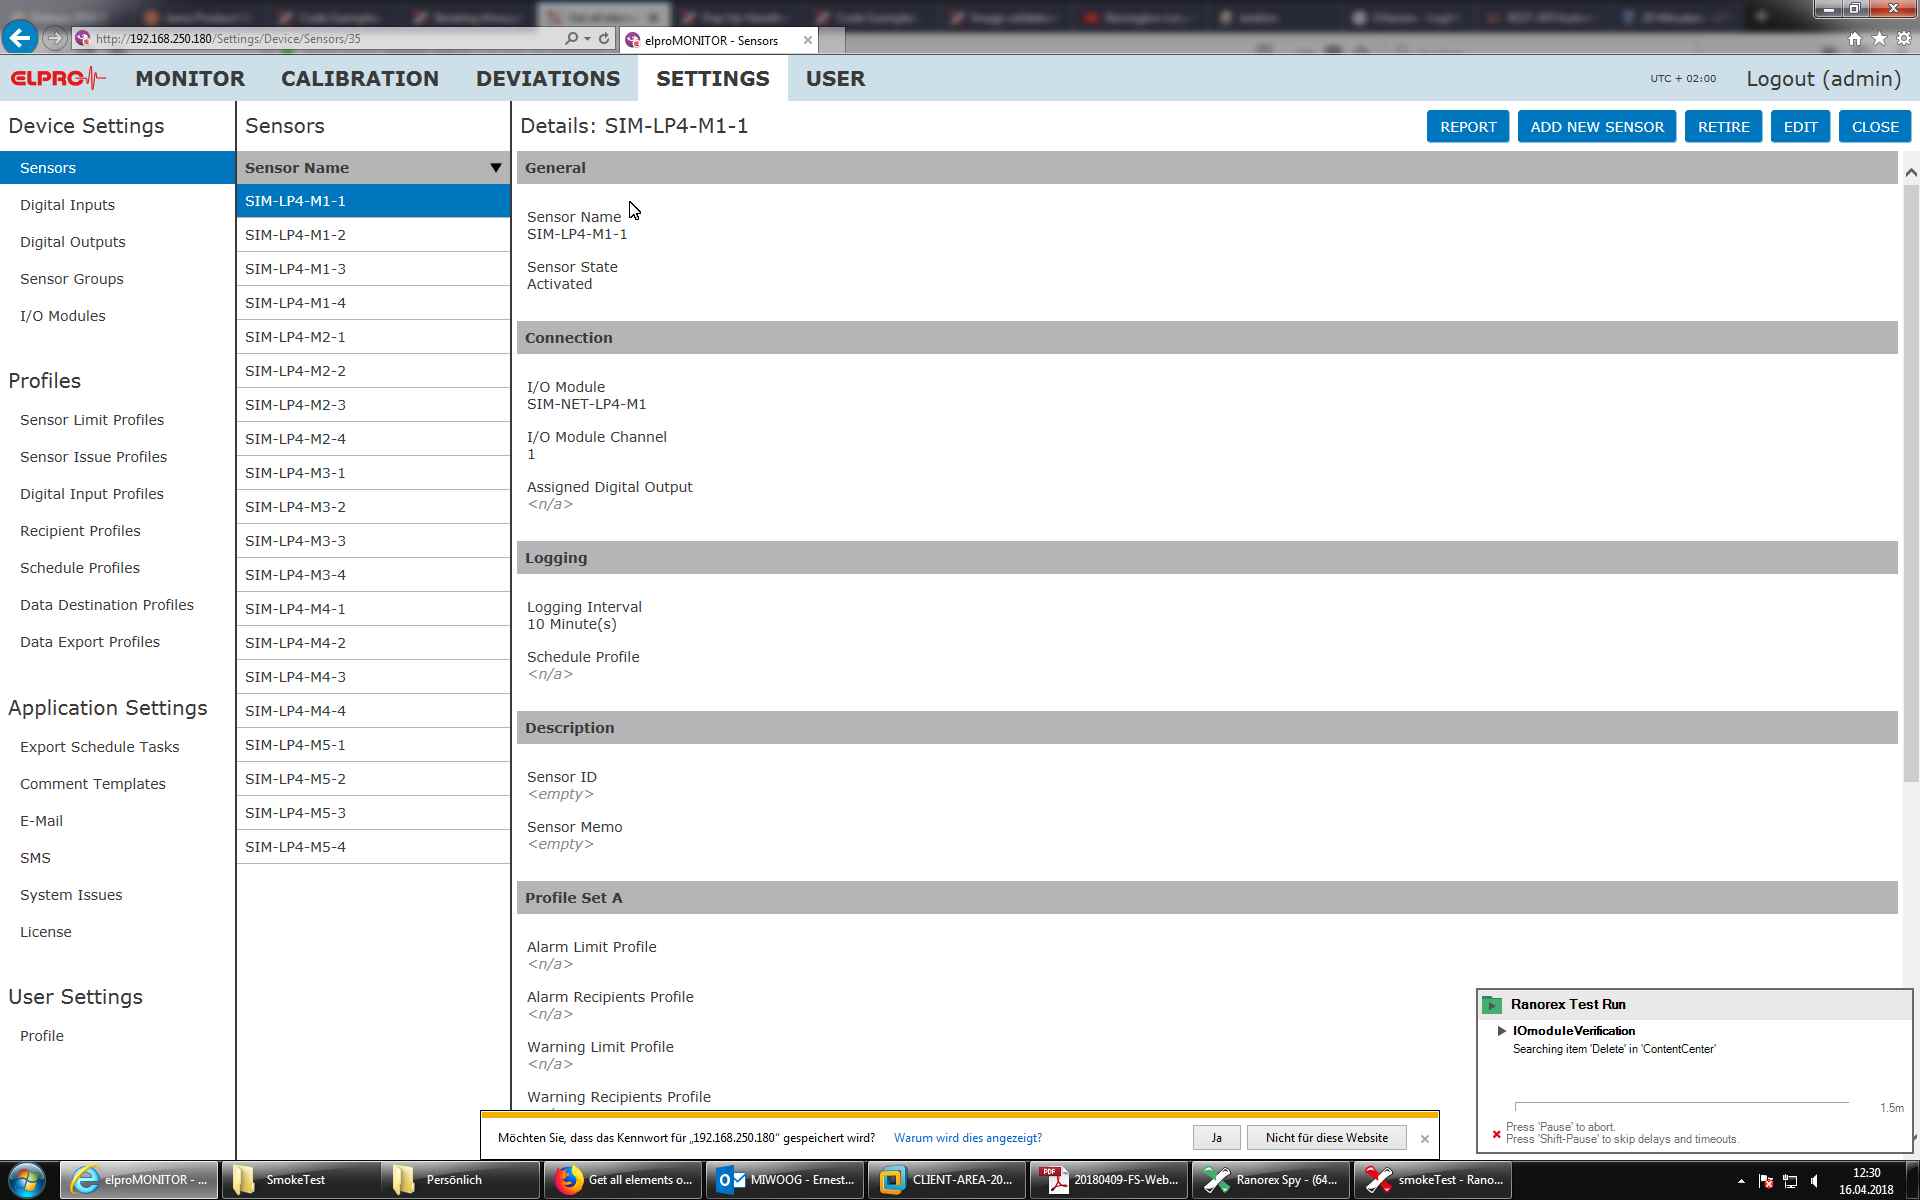 http://192.168.250.180/Settings/Device/Sensors/35
elproMONITOR - Sensors
ELPRO
MONITOR
CALIBRATION
DEVIATIONS
SETTINGS
USER
UTC + 02:00
Logout (admin)
Device Settings
Sensors
Digital Inputs
Digital Outputs
Sensor Groups
I/O Modules
Profiles
Sensor Limit Profiles
Sensor Issue Profiles
Digital Input Profiles
Recipient Profiles
Schedule Profiles
Data Destination Profiles
Data Export Profiles
Application Settings
Export Schedule Tasks
Comment Templates
E-Mail
SMS
System Issues
License
User Settings
Profile
Sensors
Sensor Name
SIM-LP4-M1-1
SIM-LP4-M1-2
SIM-LP4-M1-3
SIM-LP4-M1-4
SIM-LP4-M2-1
SIM-LP4-M2-2
SIM-LP4-M2-3
SIM-LP4-M2-4
SIM-LP4-M3-1
SIM-LP4-M3-2
SIM-LP4-M3-3
SIM-LP4-M3-4
SIM-LP4-M4-1
SIM-LP4-M4-2
SIM-LP4-M4-3
SIM-LP4-M4-4
SIM-LP4-M5-1
SIM-LP4-M5-2
SIM-LP4-M5-3
SIM-LP4-M5-4
Details: SIM-LP4-M1-1
REPORT
ADD NEW SENSOR
RETIRE
EDIT
CLOSE
General
Sensor Name
SIM-LP4-M1-1
Sensor State
Activated
Connection
I/O Module
SIM-NET-LP4-M1
I/O Module Channel
1
Assigned Digital Output
<n/a>
Logging
Logging Interval
10 Minute(s)
Schedule Profile
<n/a>
Description
Sensor ID
<empty>
Sensor Memo
<empty>
Profile Set A
Alarm Limit Profile
<n/a>
Alarm Recipients Profile
<n/a>
Warning Limit Profile
<n/a>
Warning Recipients Profile
Ranorex Test Run
IOmoduleVerification
Searching item 'Delete' in 'ContentCenter'
1.5m
Press 'Pause' to abort.
Press 'Shift-Pause' to skip delays and timeouts.
Möchten Sie, dass das Kennwort für „192.168.250.180“ gespeichert wird?
Warum wird dies angezeigt?
Ja
Nicht für diese Website
elproMONITOR - ...
SmokeTest
Persönlich
Get all elements o...
MIWOOG - Ernest...
CLIENT-AREA-20...
20180409-FS-Web...
Ranorex Spy - (64...
smokeTest - Rano...
12:30
16.04.2018